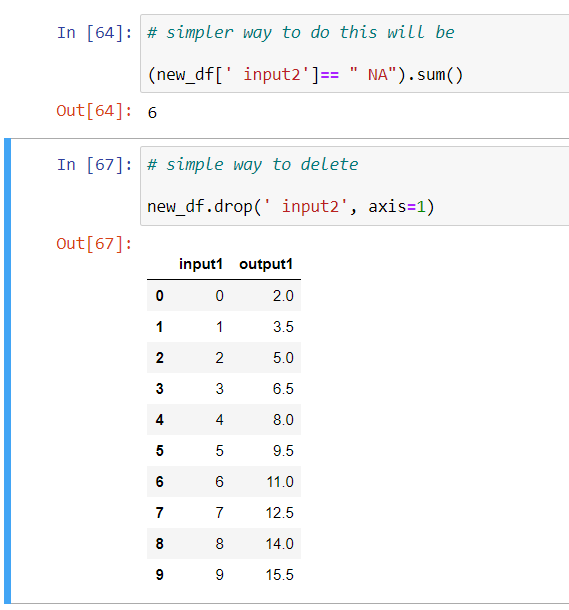 In [64]: # simpler way to do this will be
(new_df[' input2']== " NA").sum()
Out[64]: 6
In [67]: # simple way to delete
new_df.drop(' input2', axis=1)
Out[67]:
input1 output1
0 0 2.0
1 1 3.5
2 2 5.0
3 3 6.5
4 4 8.0
5 5 9.5
6 6 11.0
7 7 12.5
8 8 14.0
9 9 15.5